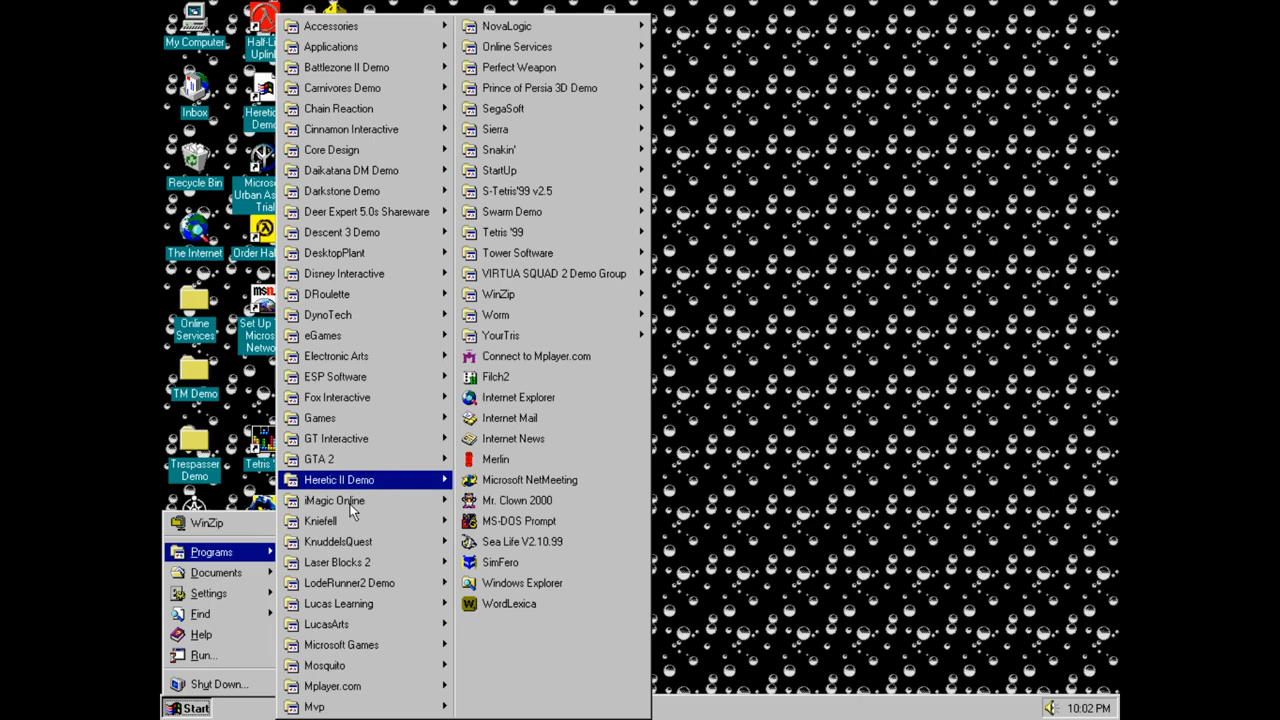 My Computer
Half-Li
Uplin
Inbox
Heretic
Demo
Recycle Bin
Micros
Urban As
Trial
The Internet
Order Hal
Online
Services
Set Up
Micros
Netwo
TM Demo
Trespasser
Demo
Tetris '
WinZip
Programs
Documents
Settings
Find
Help
Run...
Shut Down...
Start
Accessories
Applications
Battlezone II Demo
Carnivores Demo
Chain Reaction
Cinnamon Interactive
Core Design
Daikatana DM Demo
Darkstone Demo
Deer Expert 5.0s Shareware
Descent 3 Demo
DesktopPlant
Disney Interactive
DRoulette
DynoTech
eGames
Electronic Arts
ESP Software
Fox Interactive
Games
GT Interactive
GTA 2
Heretic II Demo
iMagic Online
Kniefell
KnuddelsQuest
Laser Blocks 2
LodeRunner2 Demo
Lucas Learning
LucasArts
Microsoft Games
Mosquito
Mplayer.com
Mvp
NovaLogic
Online Services
Perfect Weapon
Prince of Persia 3D Demo
SegaSoft
Sierra
Snakin'
StartUp
S-Tetris'99 v2.5
Swarm Demo
Tetris '99
Tower Software
VIRTUA SQUAD 2 Demo Group
WinZip
Worm
YourTris
Connect to Mplayer.com
Filch2
Internet Explorer
Internet Mail
Internet News
Merlin
Microsoft NetMeeting
Mr. Clown 2000
MS-DOS Prompt
Sea Life V2.10.99
SimFero
Windows Explorer
WordLexica
10:02 PM